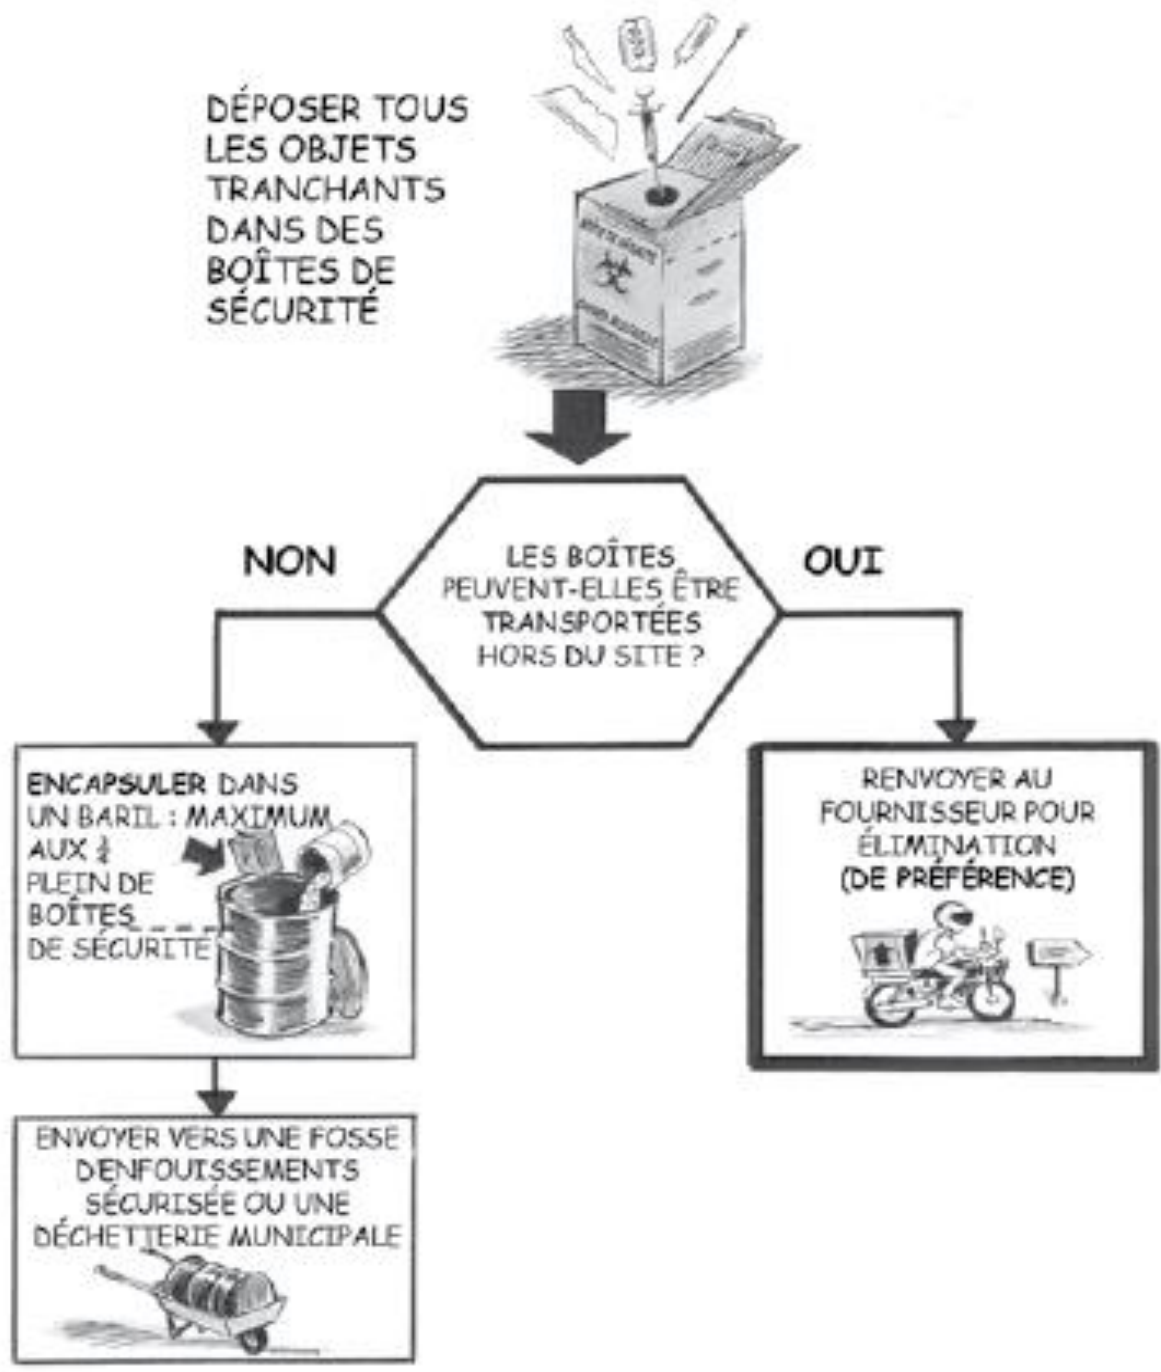 DÉPOSER TOUS
LES OBJETS
TRANCHANTS
DANS DES
BOÎTES DE
SÉCURITÉ
NON
LES BOÎTES
PEUVENT-ELLES ÊTRE
TRANSPORTÉES
HORS DU SITE ?
OUI
ENCAPSULER DANS
UN BARIL : MAXIMUM
AUX ½
PLEIN DE
BOÎTES
DE SÉCURITÉ
RENVOYER AU
FOURNISSEUR POUR
ÉLIMINATION
(DE PRÉFÉRENCE)
ENVOYER VERS UNE FOSSE
D'ENFOUISSEMENTS
SÉCURISÉE OU UNE
DÉCHETTERIE MUNICIPALE